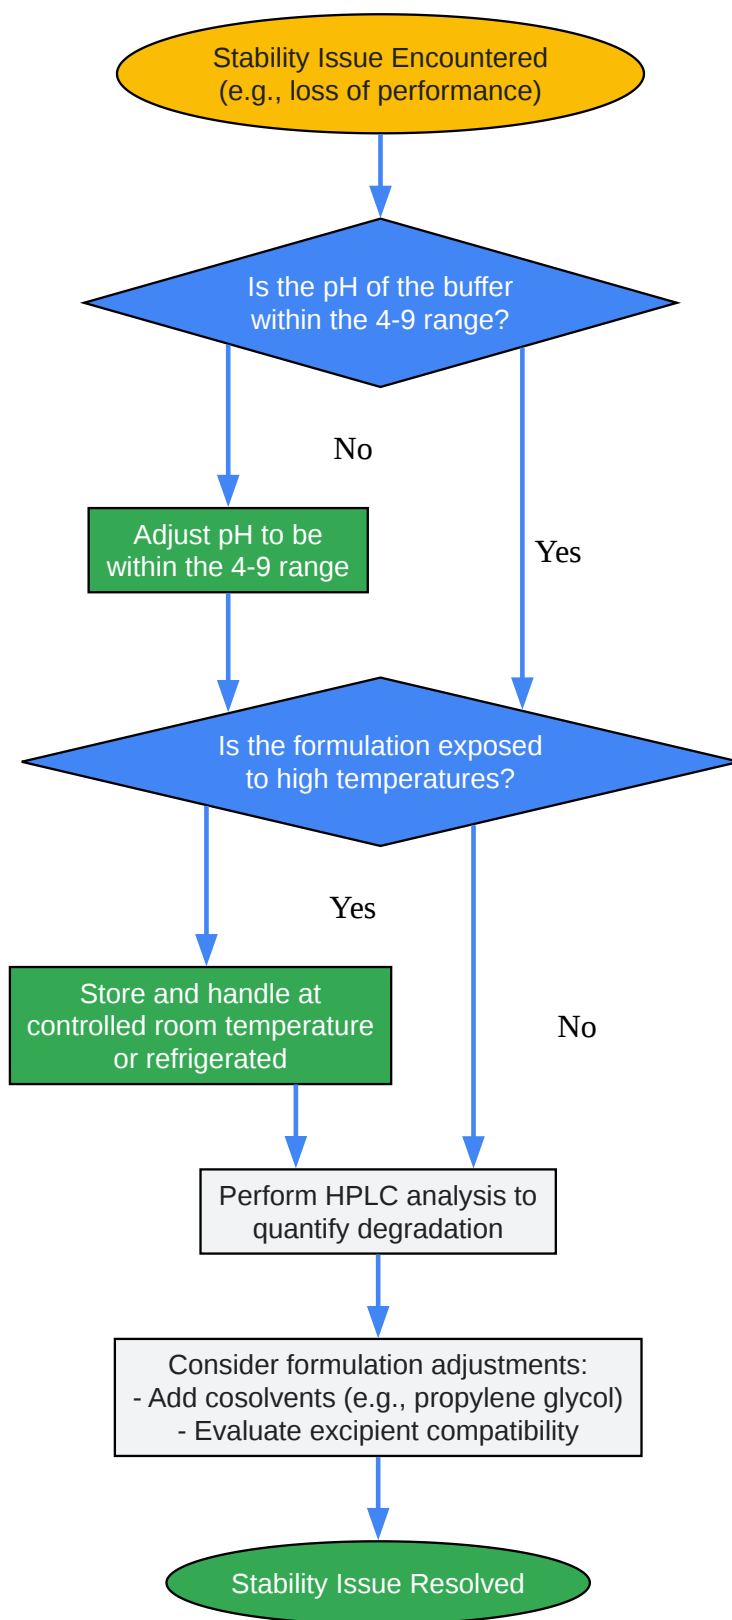 Stability Issue Encountered
(e.g., loss of performance)
Is the pH of the buffer
within the 4-9 range?
No
Adjust pH to be
within the 4-9 range
Yes
Is the formulation exposed
to high temperatures?
Yes
Store and handle at
controlled room temperature
or refrigerated
No
Perform HPLC analysis to
quantify degradation
Consider formulation adjustments:
- Add cosolvents (e.g., propylene glycol)
- Evaluate excipient compatibility
Stability Issue Resolved